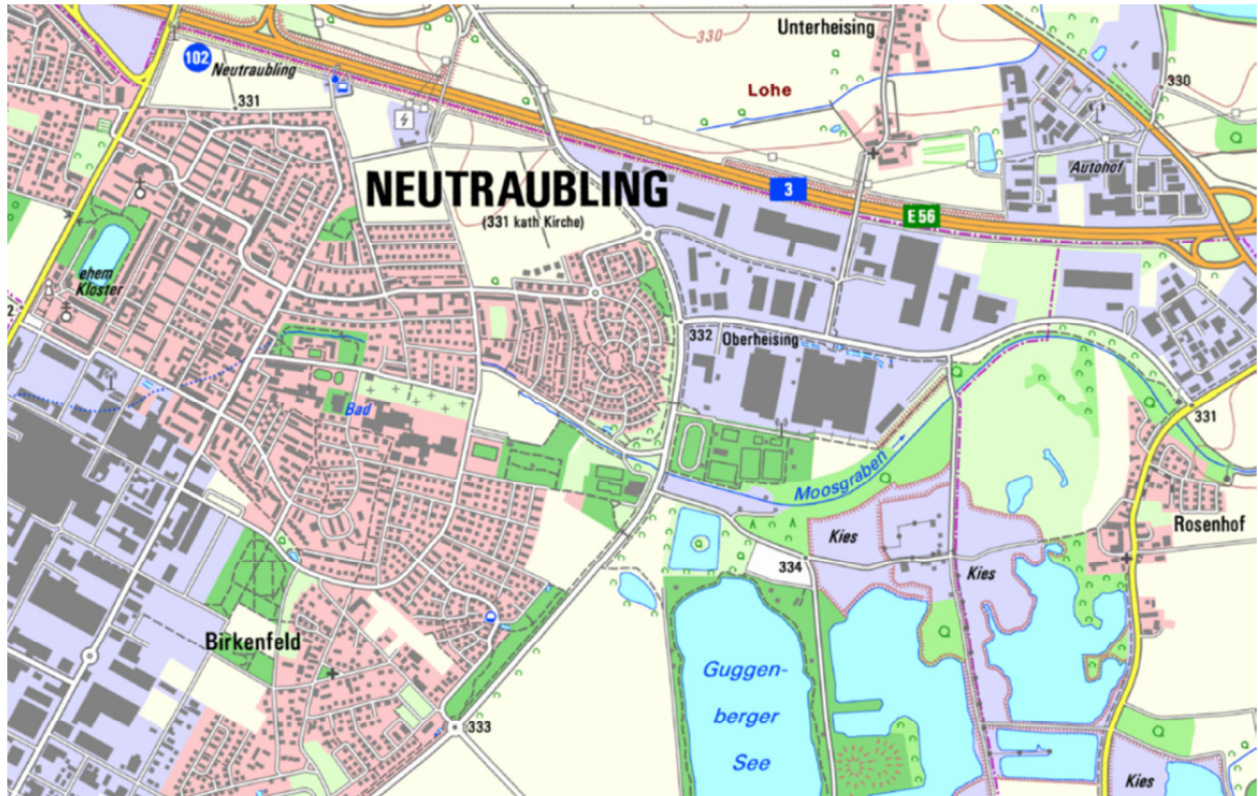 Unterheising
330
102
Neutraubling
Lohe
330
331
Autohof
NEUTRAUBLING
(331 kath Kirche)
3
E 56
ehem
Kloster
2
332
Oberheising
331
Bad
Moosgraben
Rosenhof
Kies
334
Kies
Birkenfeld
Guggen-
berger
See
333
Kies